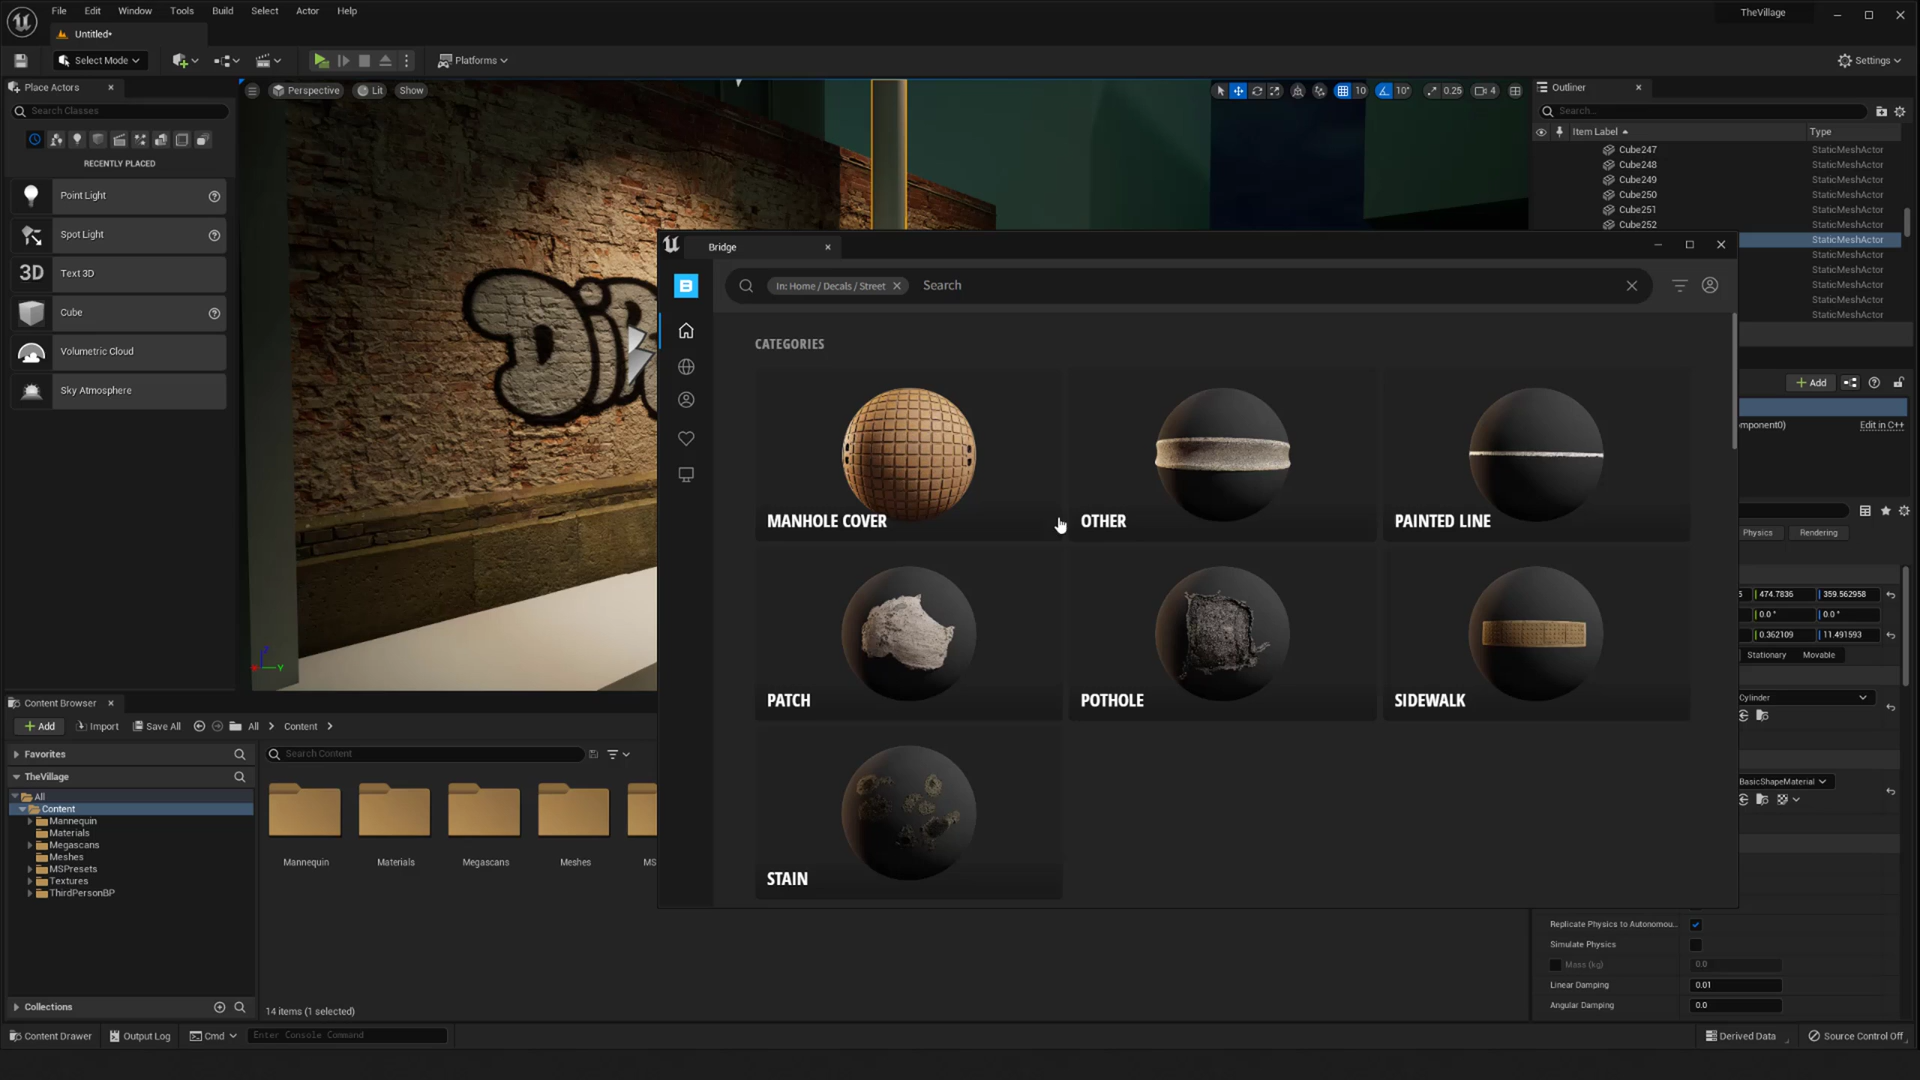 File Edit Window Tools Build Select Actor Help
TheVillage
Untitled*
Select Mode
Platforms
Settings
Place Actors
Search Classes
RECENTLY PLACED
Point Light
Spot Light
3D Text 3D
Cube
Volumetric Cloud
Sky Atmosphere
Perspective Lit Show
10 10° 0.25 4
Outliner
Search...
Item Label Type
Cube247 StaticMeshActor
Cube248 StaticMeshActor
Cube249 StaticMeshActor
Cube250 StaticMeshActor
Cube251 StaticMeshActor
Cube252 StaticMeshActor
StaticMeshActor
StaticMeshActor
StaticMeshActor
StaticMeshActor
StaticMeshActor
StaticMeshActor
Bridge
B
In: Home / Decals / Street
Search
CATEGORIES
MANHOLE COVER
OTHER
PAINTED LINE
PATCH
POTHOLE
SIDEWALK
STAIN
Add
omponent0) Edit in C++
Physics Rendering
5 474.7836 359.562958
0.0 ° 0.0 °
0.362109 11.491593
Stationary Movable
Cylinder
BasicShapeMaterial
Replicate Physics to Autonomou...
Simulate Physics
Mass (kg) 0.0
Linear Damping 0.01
Angular Damping 0.0
Content Browser
Add Import Save All All Content
Favorites
TheVillage
All
Content
Mannequin
Materials
Megascans
Meshes
MSPresets
Textures
ThirdPersonBP
Collections
Search Content
Mannequin Materials Megascans Meshes MS
14 items (1 selected)
Content Drawer Output Log Cmd Enter Console Command
Derived Data Source Control Off